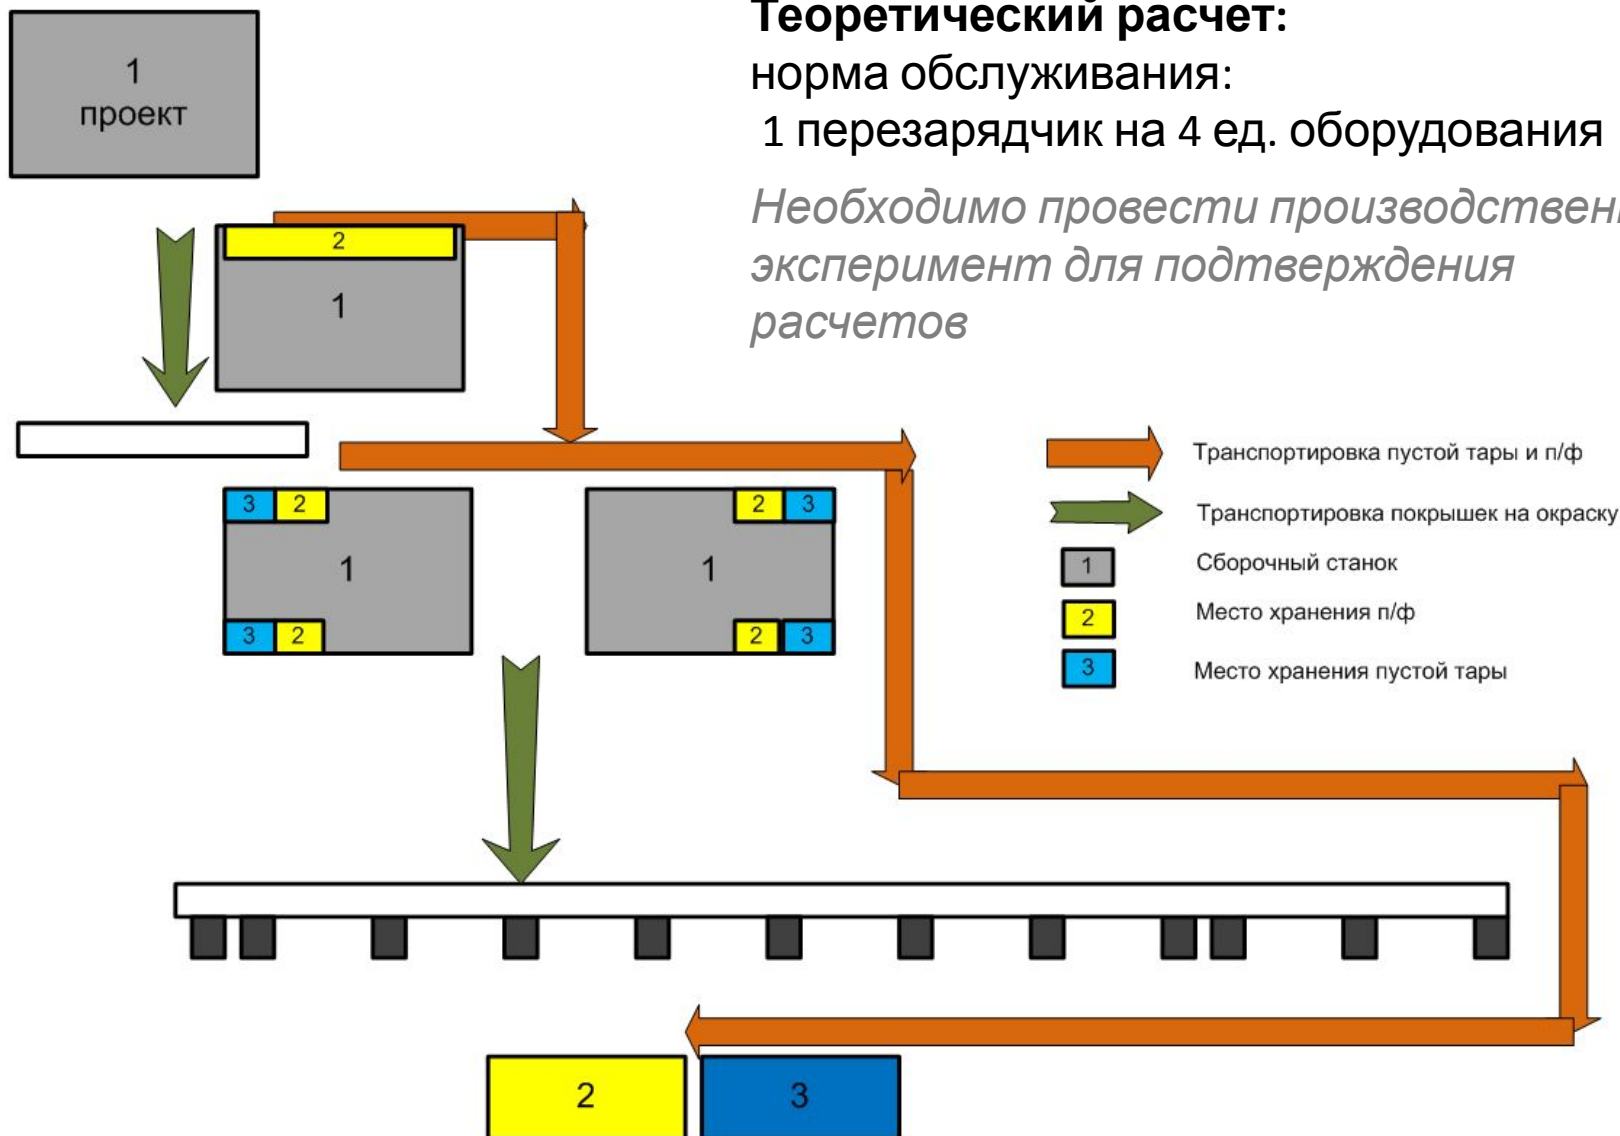 Теоретический расчет:
норма обслуживания:
1 перезарядчик на 4 ед. оборудования
Необходимо провести
эксперимент для подтверждения
расчетов
1
проект
2
1
3 2
2 3
1
1
3 2
2 3
Транспортировка пустой тары и п/ф
Транспортировка покрышек на окраску
1 Сборочный станок
2 Место хранения п/ф
3 Место хранения пустой тары
2
3